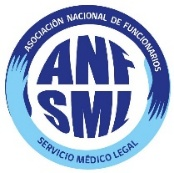 ASOCIACIÓN NACIONAL DE FUNCIONARIOS
ANF
SML
SERVICIO MÉDICO LEGAL